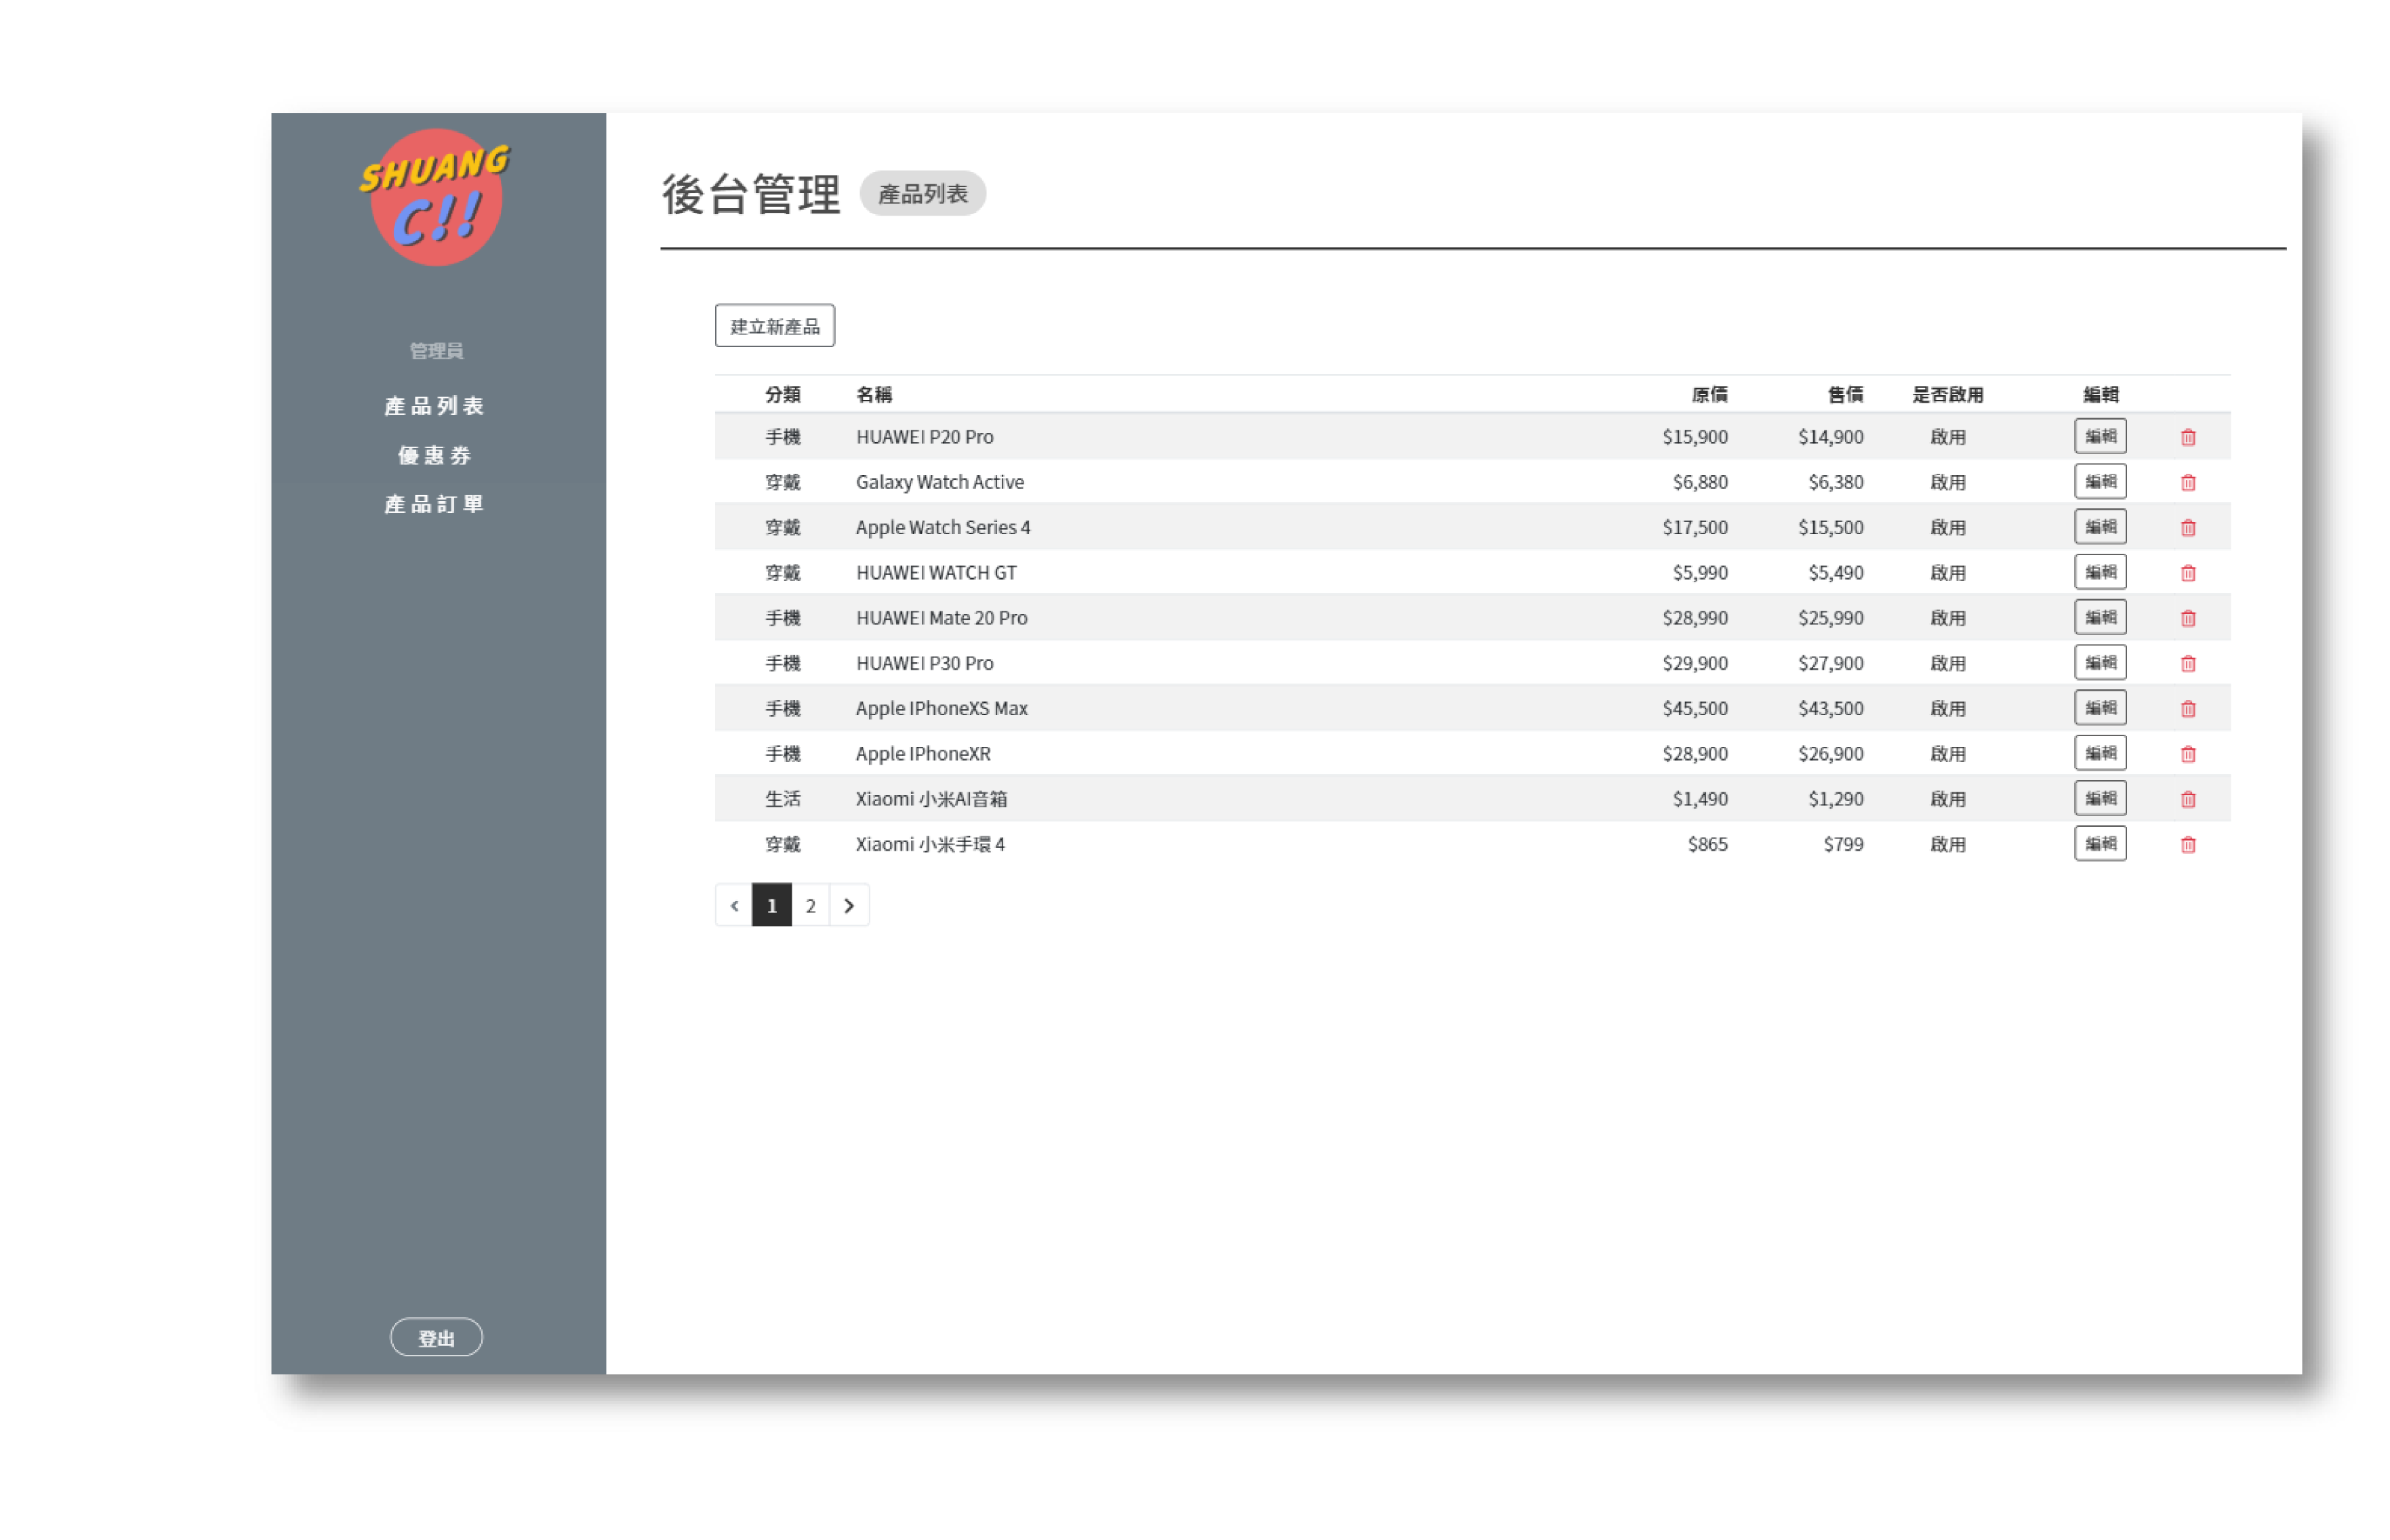 SHUANG
C!!
管理員
產品列表
優惠券
產品訂單
登出
後台管理 產品列表
建立新產品
分類 名稱 原價 售價 是否啟用 編輯
手機 HUAWEI P20 Pro $15,900 $14,900 啟用 編輯
穿戴 Galaxy Watch Active $6,880 $6,380 啟用 編輯
穿戴 Apple Watch Series 4 $17,500 $15,500 啟用 編輯
穿戴 HUAWEI WATCH GT $5,990 $5,490 啟用 編輯
手機 HUAWEI Mate 20 Pro $28,990 $25,990 啟用 編輯
手機 HUAWEI P30 Pro $29,900 $27,900 啟用 編輯
手機 Apple IPhoneXS Max $45,500 $43,500 啟用 編輯
手機 Apple IPhoneXR $28,900 $26,900 啟用 編輯
生活 Xiaomi 小米AI音箱 $1,490 $1,290 啟用 編輯
穿戴 Xiaomi 小米手環 4 $865 $799 啟用 編輯
1 2